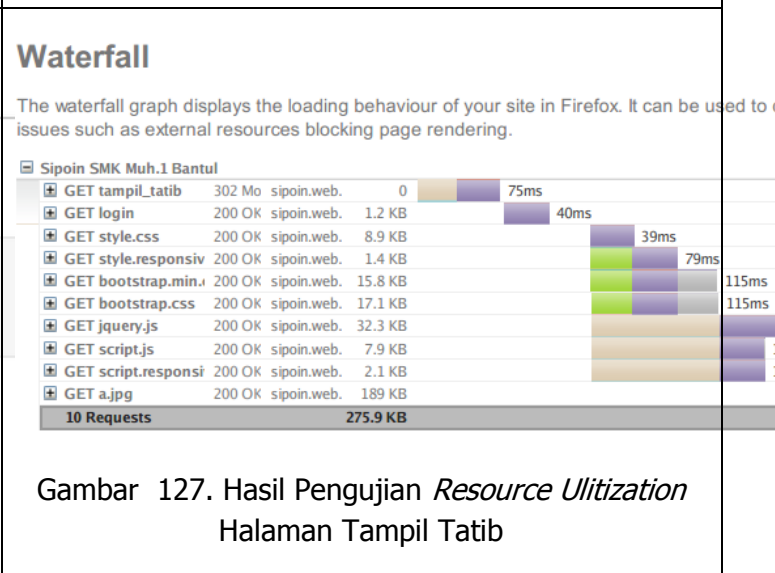 Waterfall
The waterfall graph displays the loading behaviour of your site in Firefox. It can be used to
issues such as external resources blocking page rendering.
Sipoin SMK Muh.1 Bantul
GET tampil_tatib 302 Mo sipoin.web. 0 75ms
GET login 200 OK sipoin.web. 1.2 KB 40ms
GET style.css 200 OK sipoin.web. 8.9 KB 39ms
GET style.responsiv 200 OK sipoin.web. 1.4 KB 79ms
GET bootstrap.min. 200 OK sipoin.web. 15.8 KB 115ms
GET bootstrap.css 200 OK sipoin.web. 17.1 KB 115ms
GET jquery.js 200 OK sipoin.web. 32.3 KB
GET script.js 200 OK sipoin.web. 7.9 KB
GET script.responsi 200 OK sipoin.web. 2.1 KB
GET a.jpg 200 OK sipoin.web. 189 KB
10 Requests 275.9 KB
Gambar 127. Hasil Pengujian Resource Ulitization
Halaman Tampil Tatib